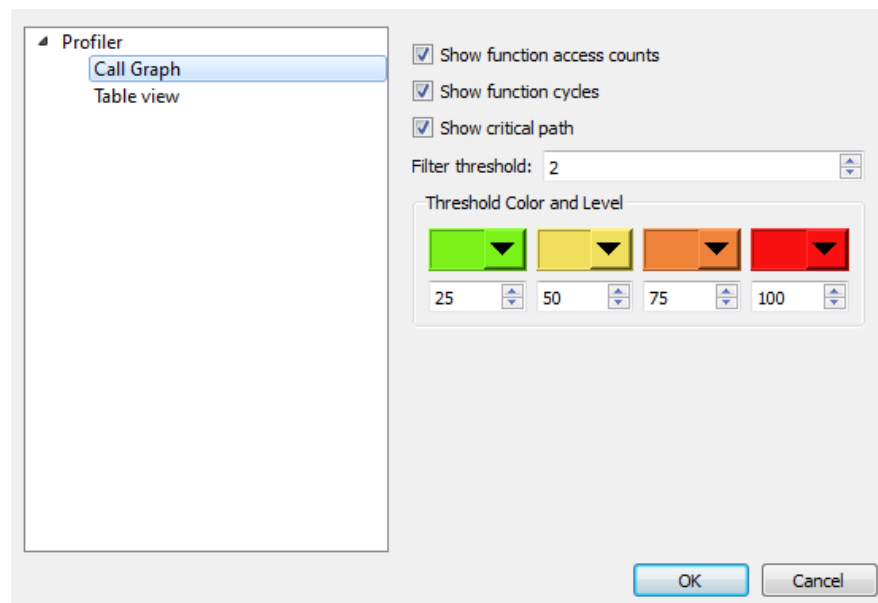 Profiler
Call Graph
Table view
Show function access counts
Show function cycles
Show critical path
Filter threshold: 2
Threshold Color and Level
25 50 75 100
OK Cancel